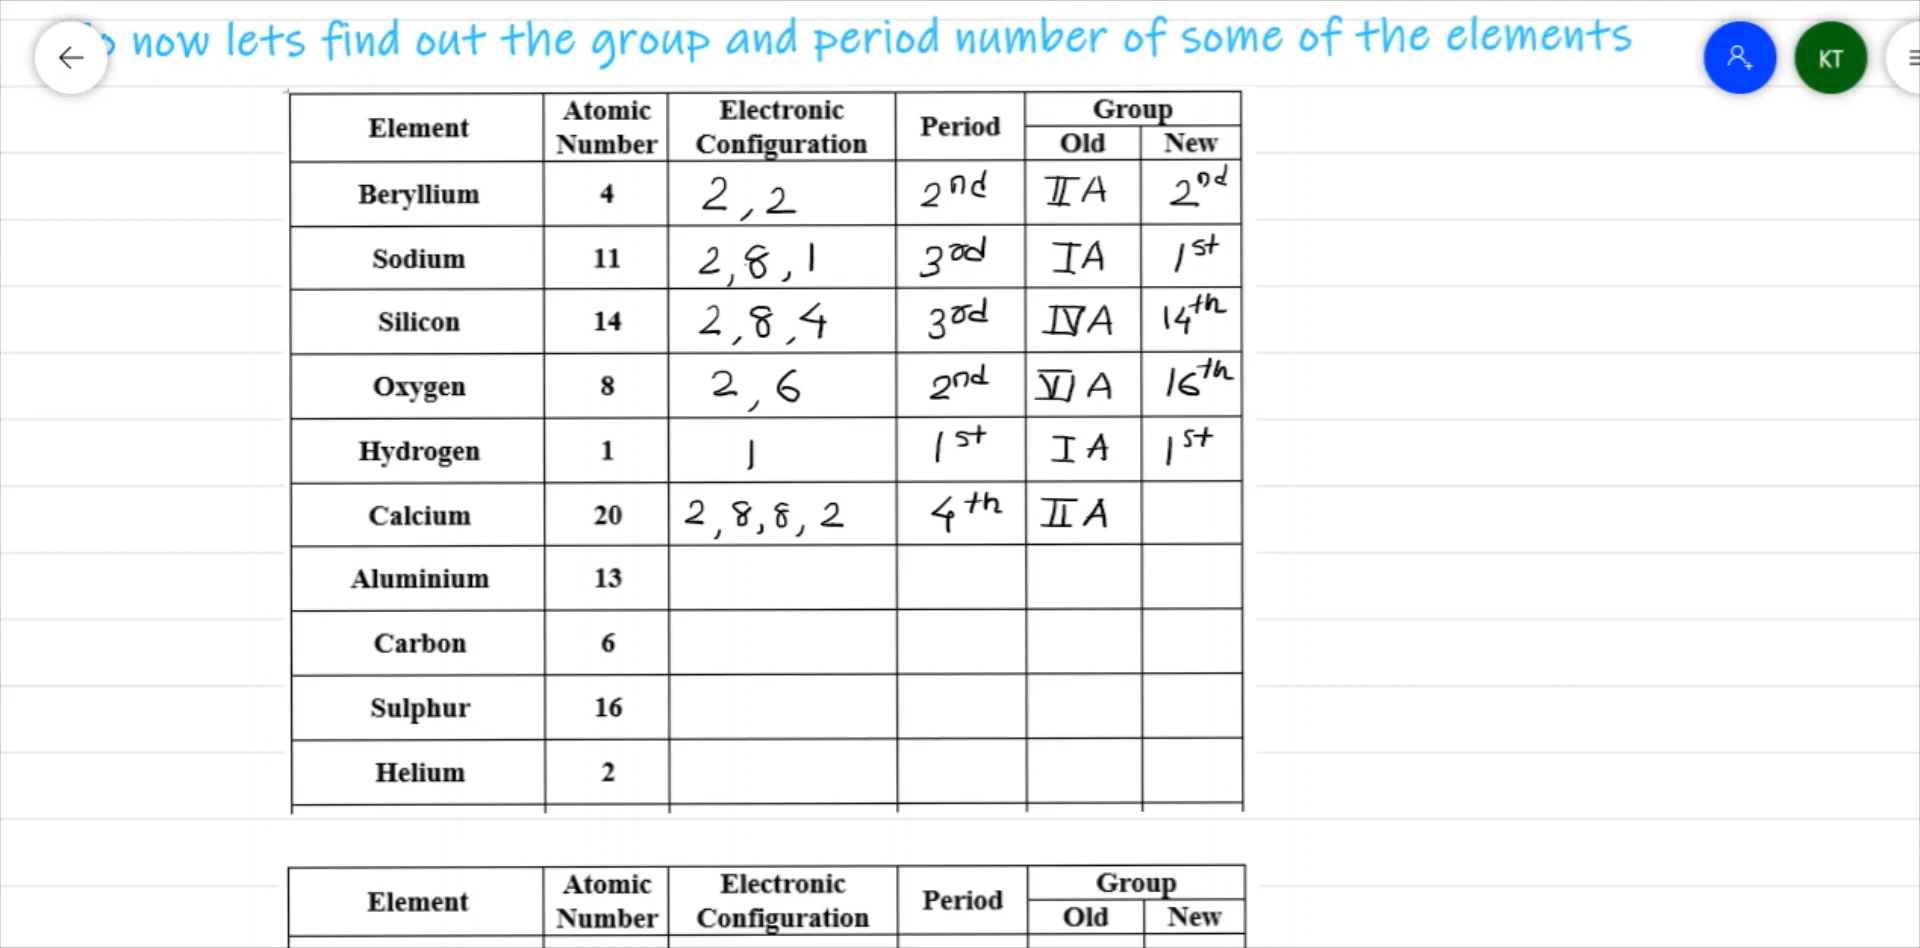 now lets find out the group and period number of some of the elements
KT
Element Atomic Number Electronic Configuration Period Group
Old New
Beryllium 4 2,2 2nd IIA 2nd
Sodium 11 2,8,1 3rd IA 1st
Silicon 14 2,8,4 3rd IVA 14th
Oxygen 8 2,6 2nd VIA 16th
Hydrogen 1 1 1st IA 1st
Calcium 20 2,8,8,2 4th IIA
Aluminium 13
Carbon 6
Sulphur 16
Helium 2
Element Atomic Number Electronic Configuration Period Group
Old New